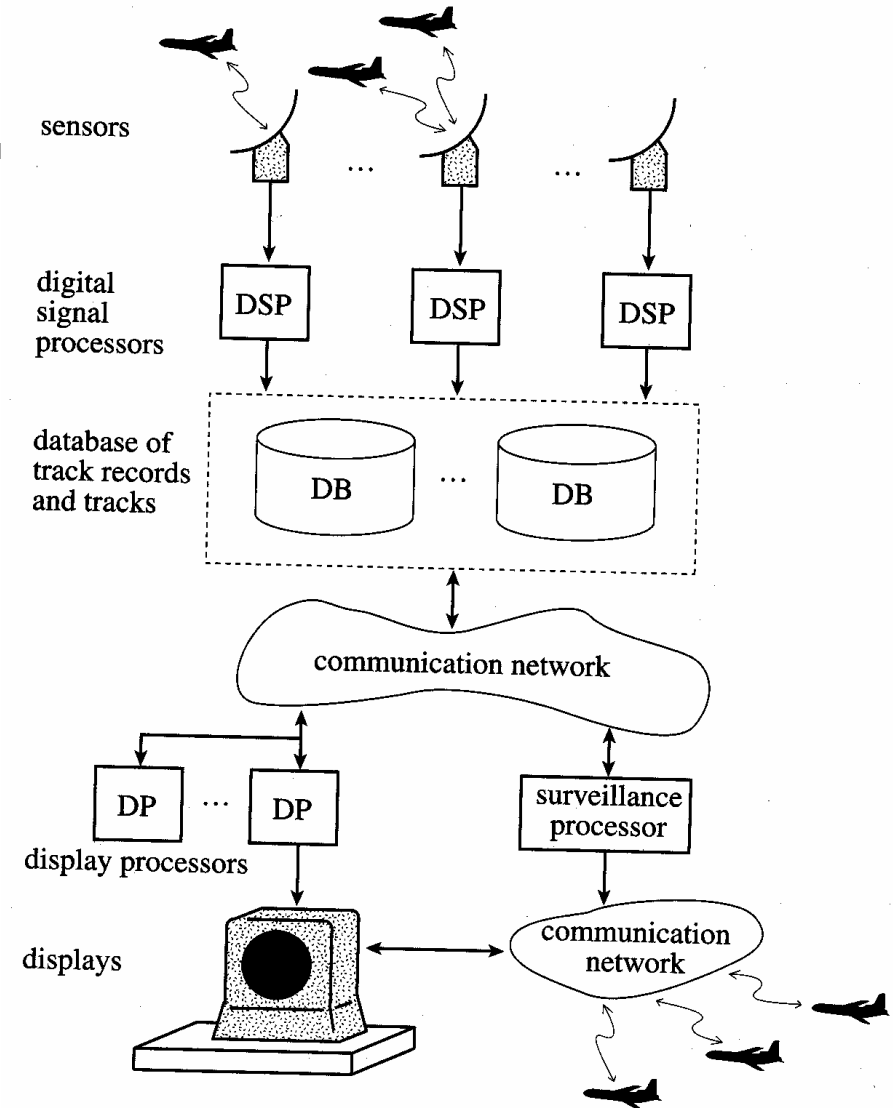 sensors
...
...
digital
signal
processors
DSP
DSP
DSP
database of
track records
and tracks
DB
...
DB
communication network
DP
...
DP
display processors
surveillance
processor
displays
communication
network